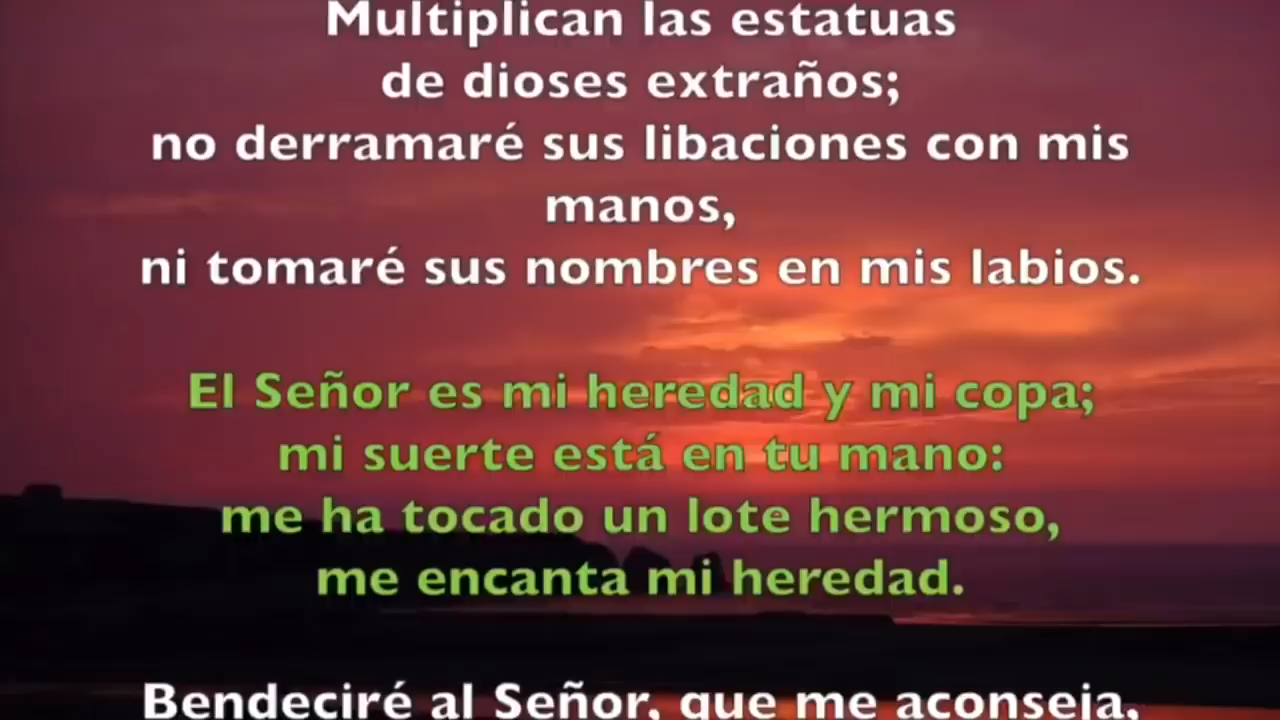 Multiplican las estatuas
de dioses extraños;
no derramaré sus libaciones con mis
manos,
ni tomaré sus nombres en mis labios.
El Señor es mi heredad y mi copa;
mi suerte está en tu mano:
me ha tocado un lote hermoso,
me encanta mi heredad.
Bendeciré al Señor, que me aconseja,